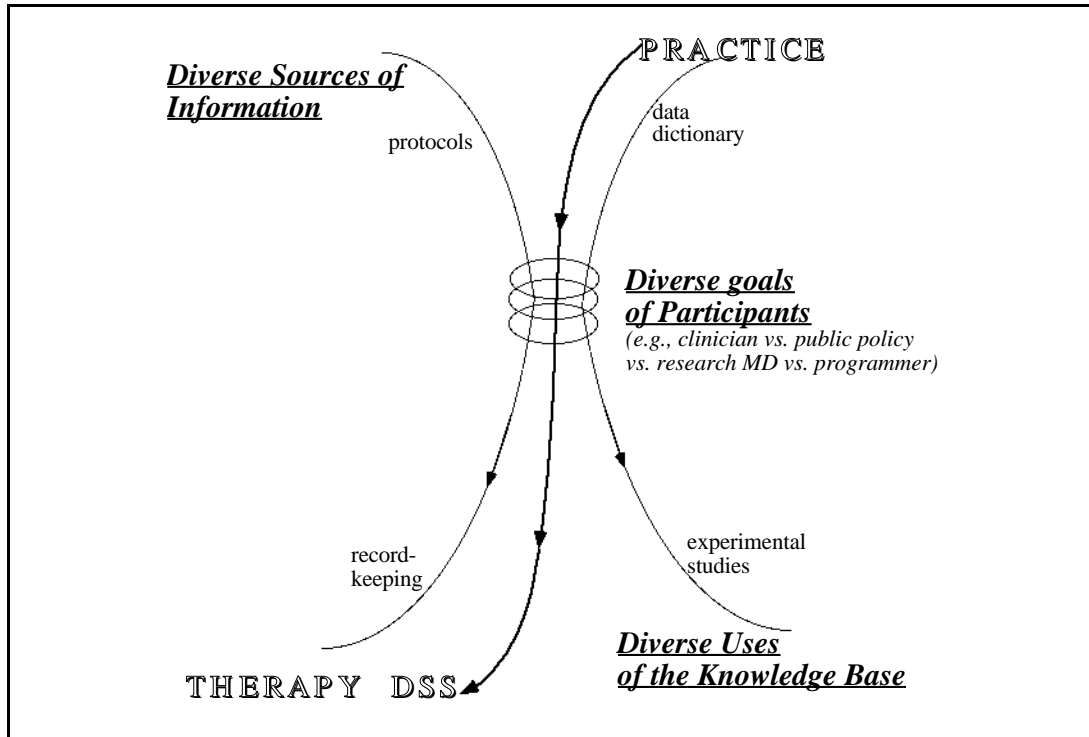 PRACTICE
Diverse Sources of
Information
data
dictionary
protocols
Diverse goals
of Participants
(e.g., clinician vs. public policy
vs. research MD vs. programmer)
record-
keeping
experimental
studies
Diverse Uses
of the Knowledge Base
THERAPY DSS